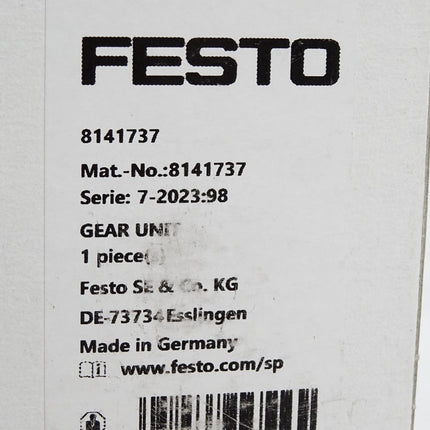 FESTO
8141737
Mat.-No.:8141737
Serie: 7-2023:98
GEAR UNIT
1 piece(s)
Festo SE & Co. KG
DE-73734 Esslingen
Made in Germany
www.festo.com/sp